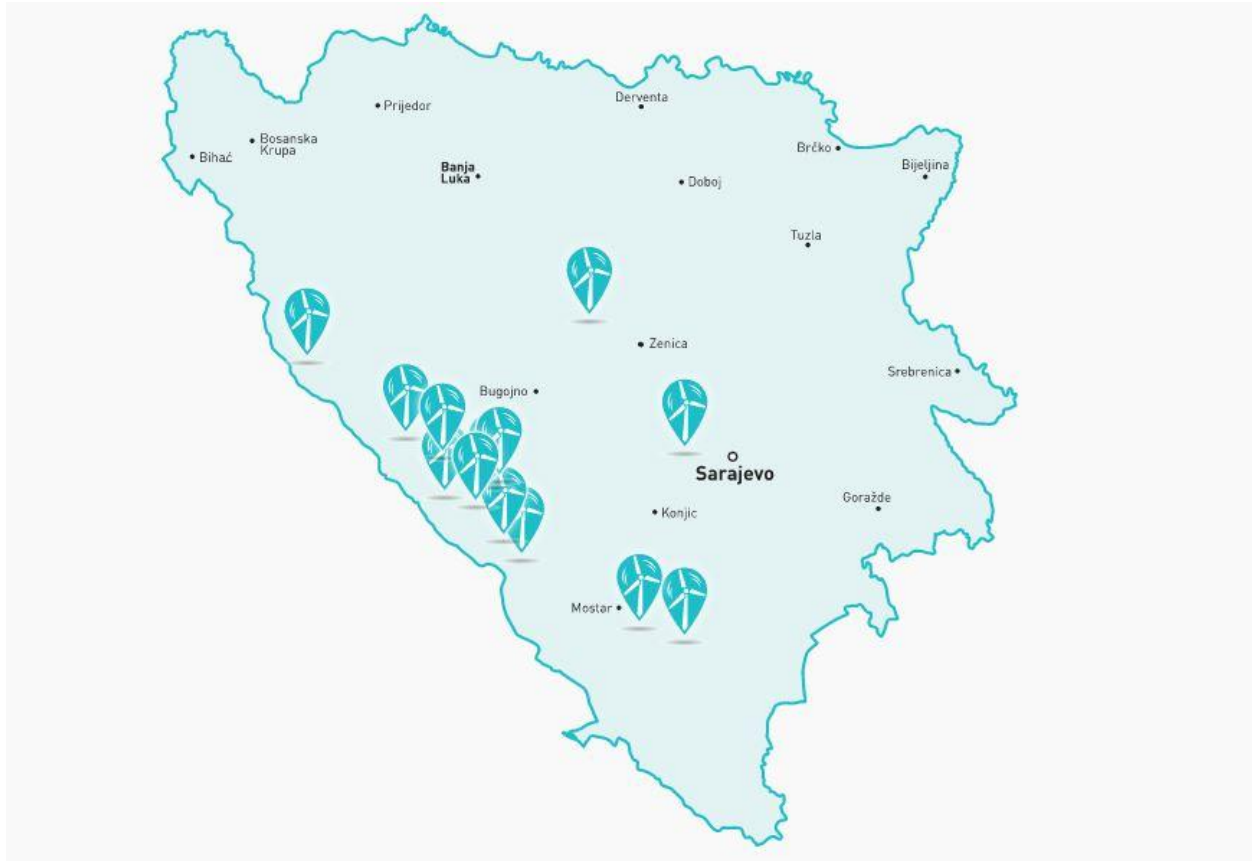 Prijedor
Derventa
Bosanska
Krupa
Bihać
Brčko
Bijeljina
Banja
Luka
Doboj
Tuzla
Zenica
Srebrenica
Bugojno
Sarajevo
Goražde
Konjic
Mostar